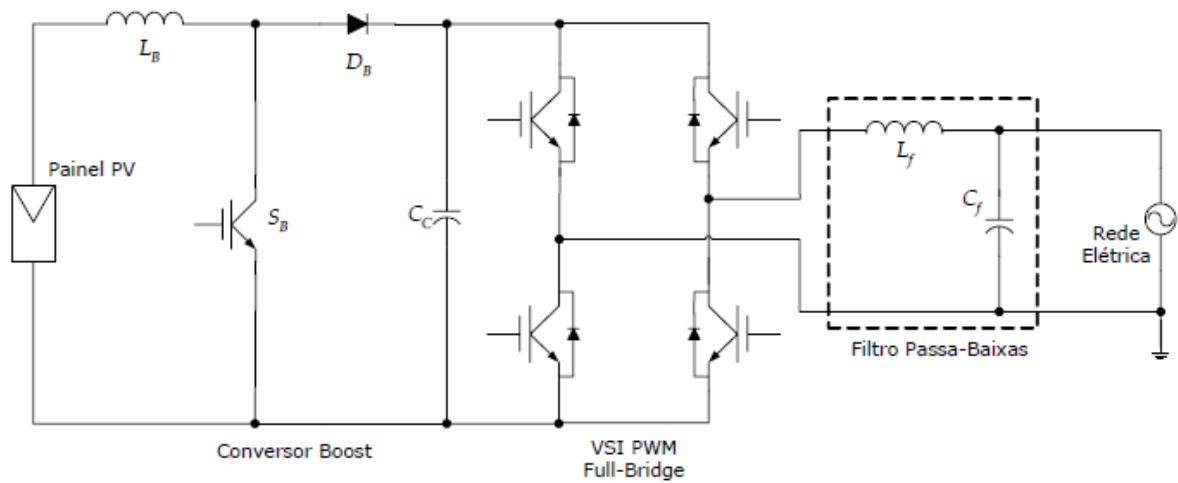 L_B
D_B
Painel PV
S_B
C_C
L_f
C_f
Rede
Elétrica
Filtro Passa-Baixas
Conversor Boost
VSI PWM
Full-Bridge